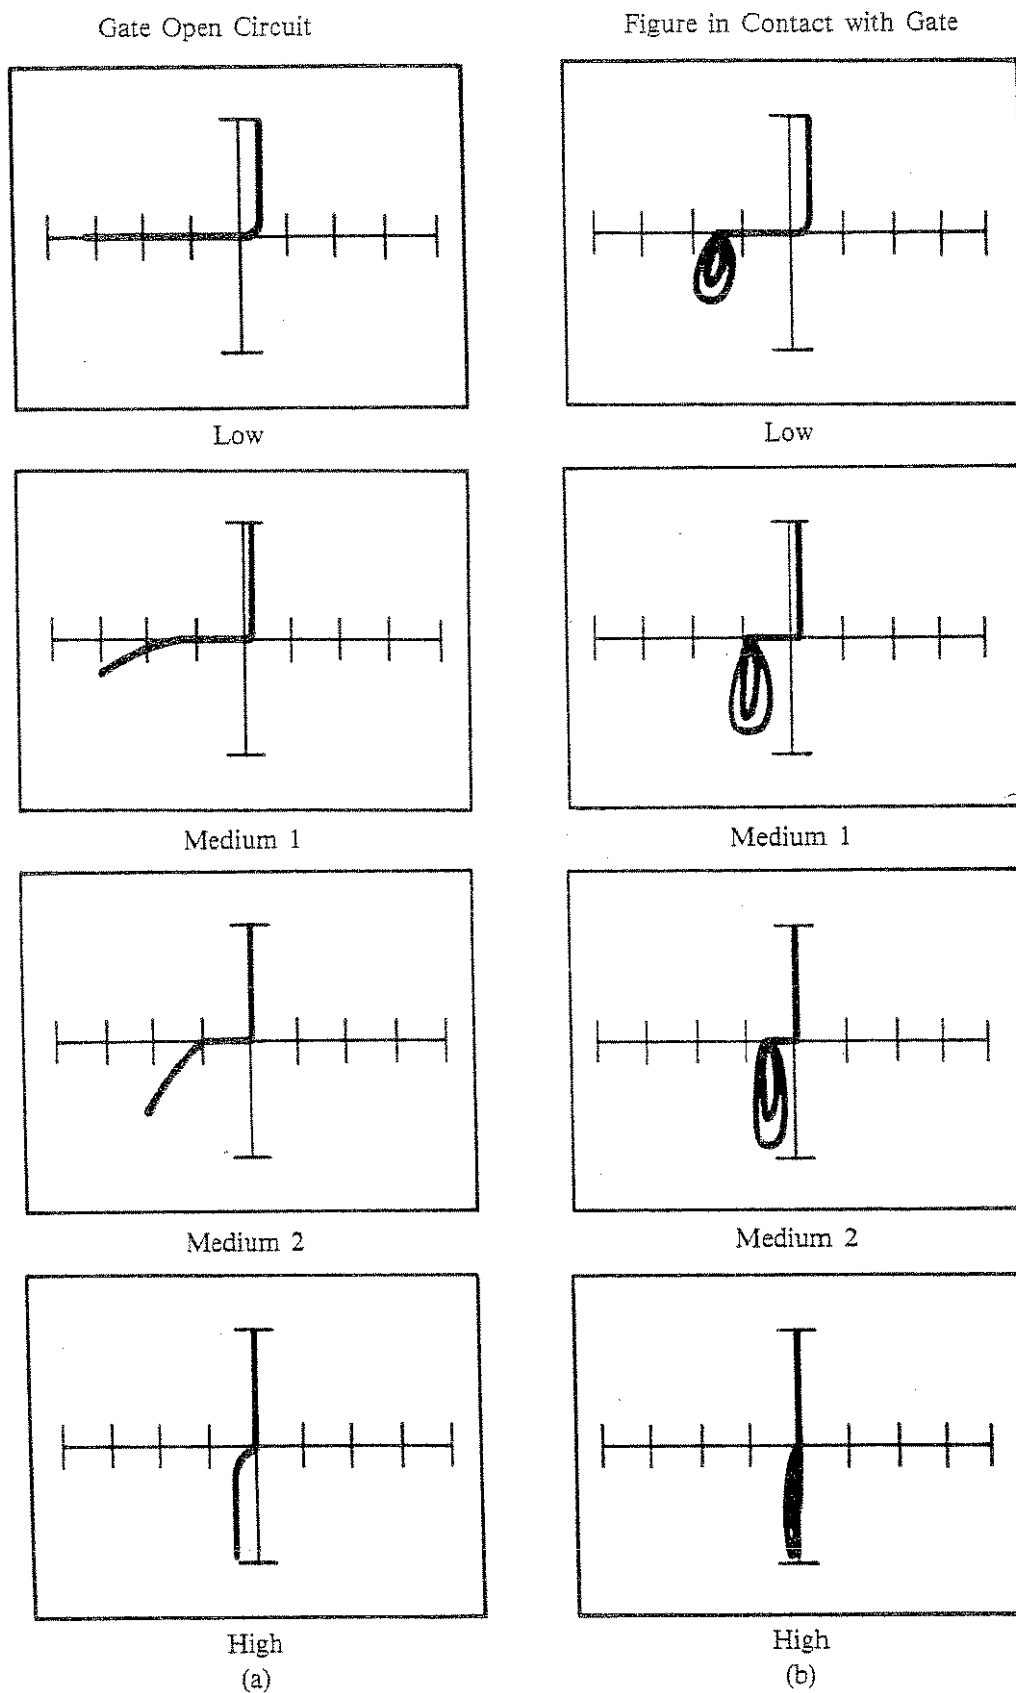 Gate Open Circuit
Figure in Contact with Gate
Low
Low
Medium 1
Medium 1
Medium 2
Medium 2
High
(a)
High
(b)